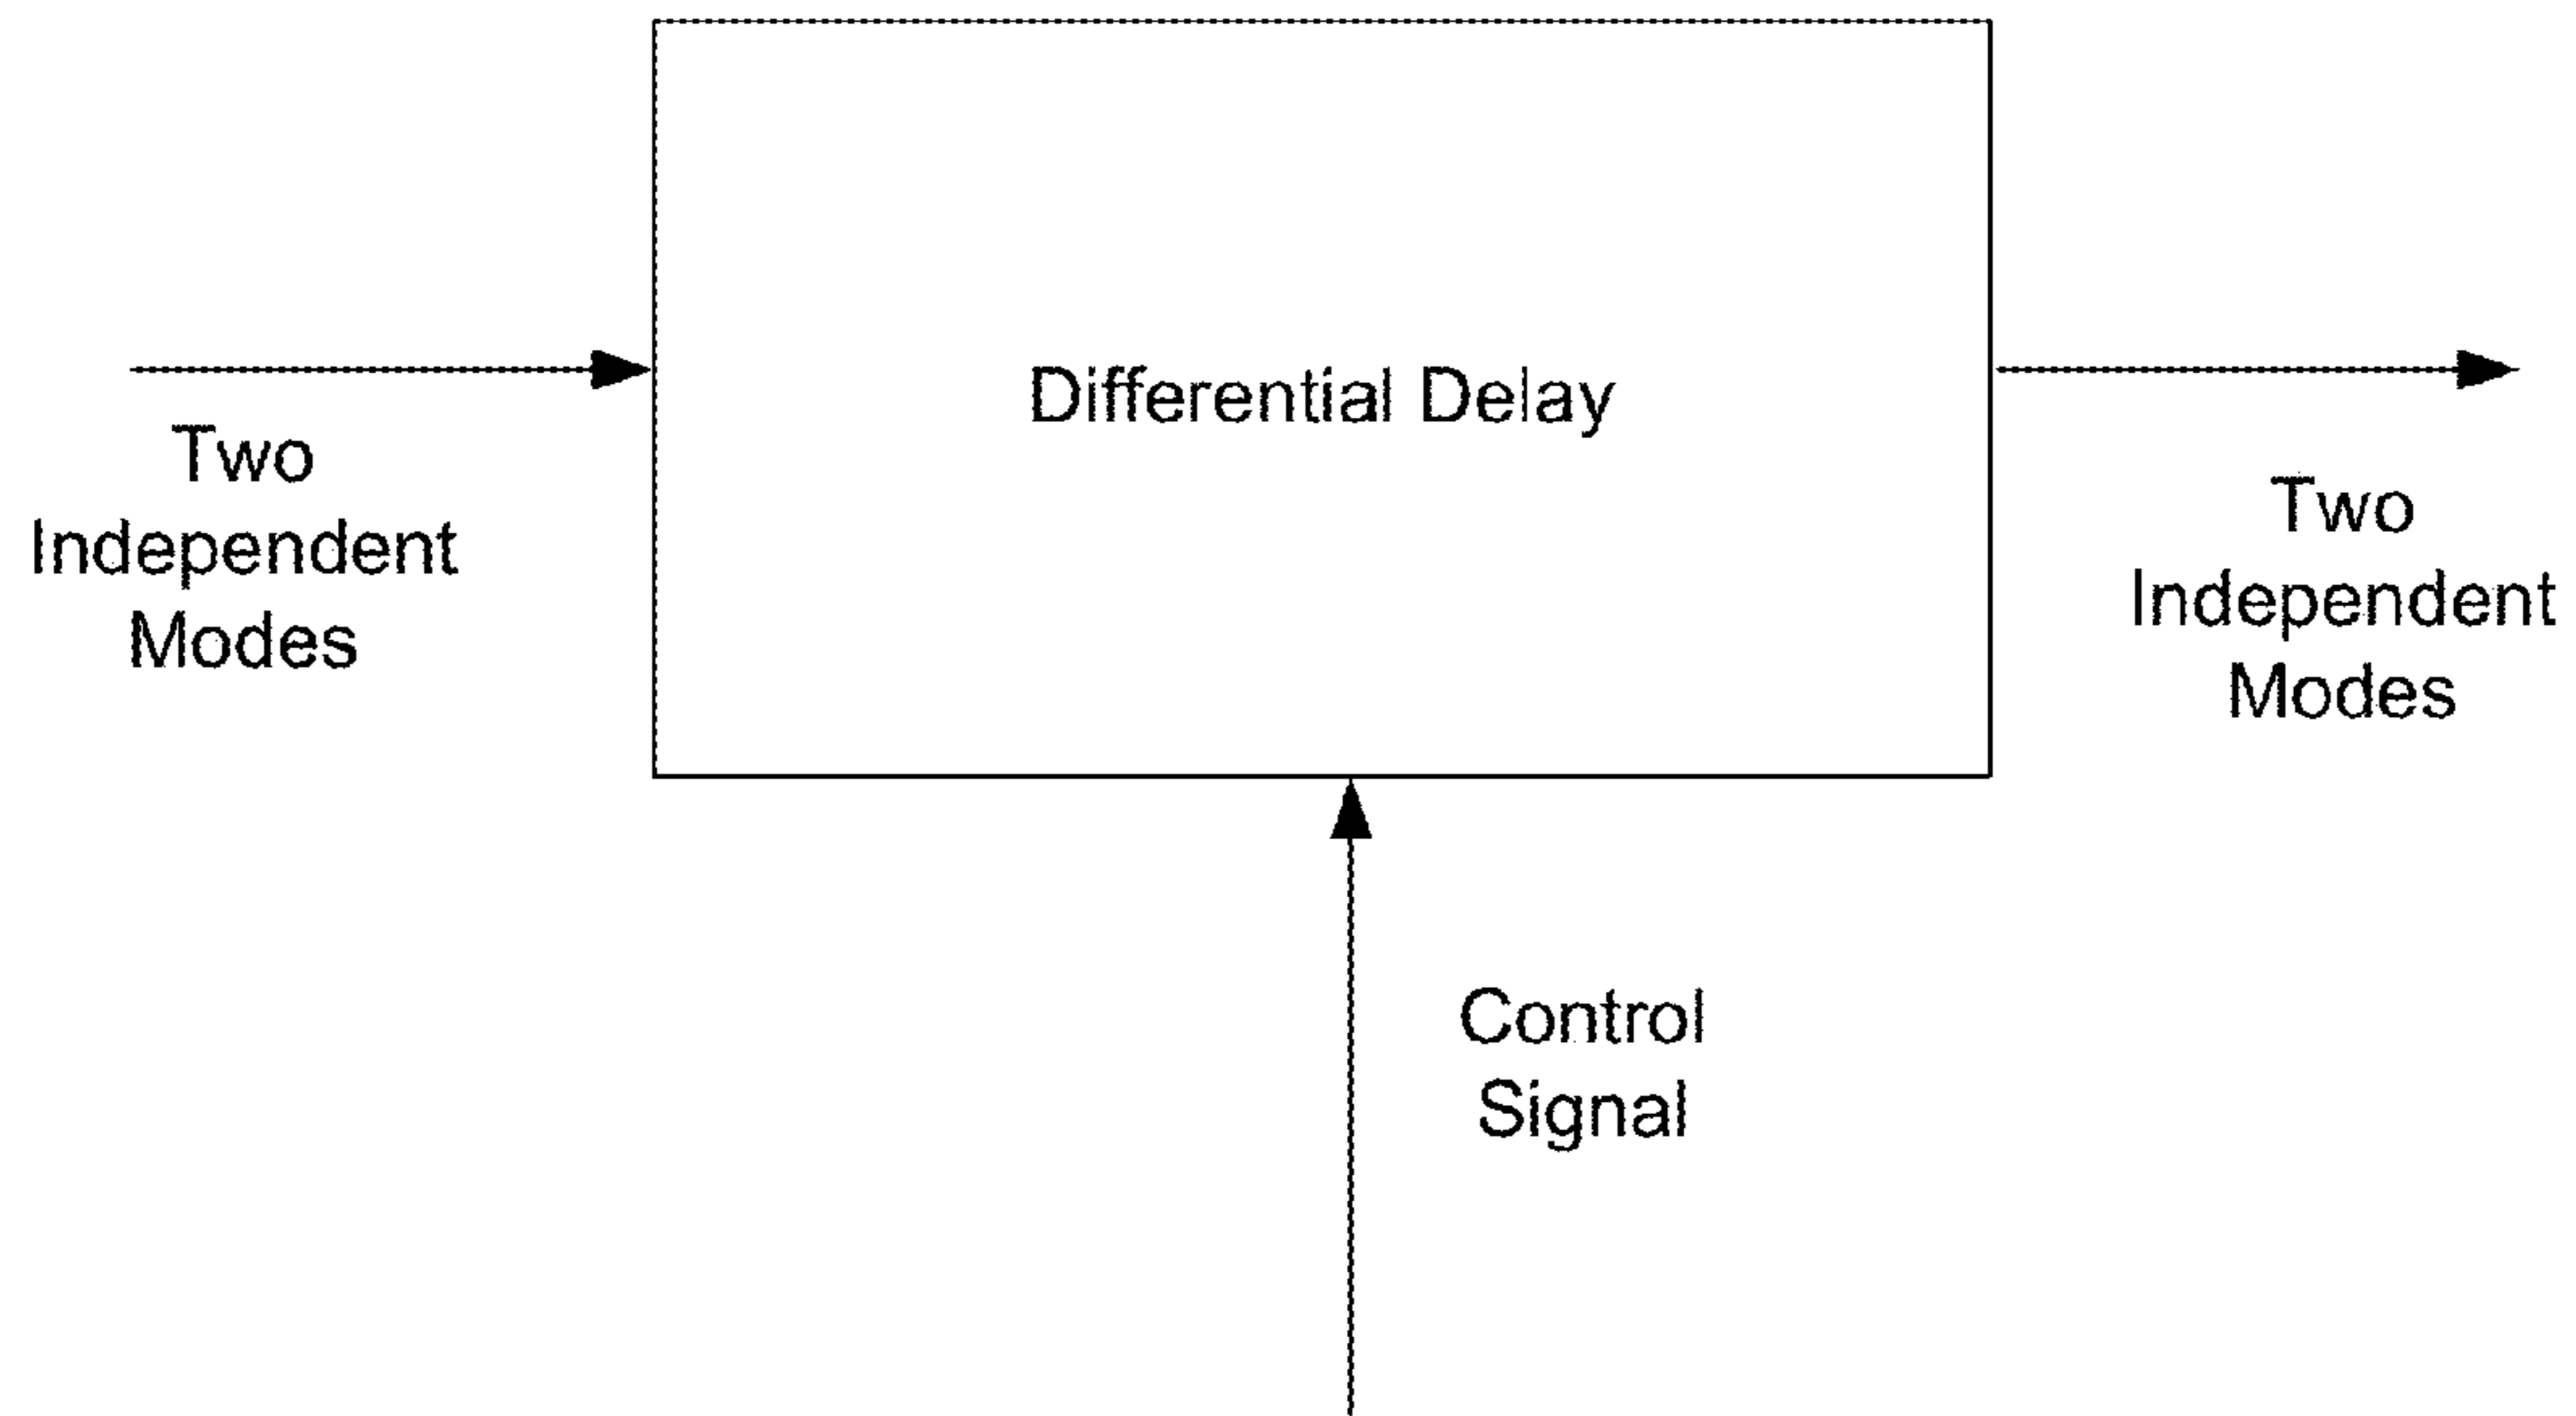 Differential Delay
Two
Independent
Modes
Two
Independent
Modes
Control
Signal